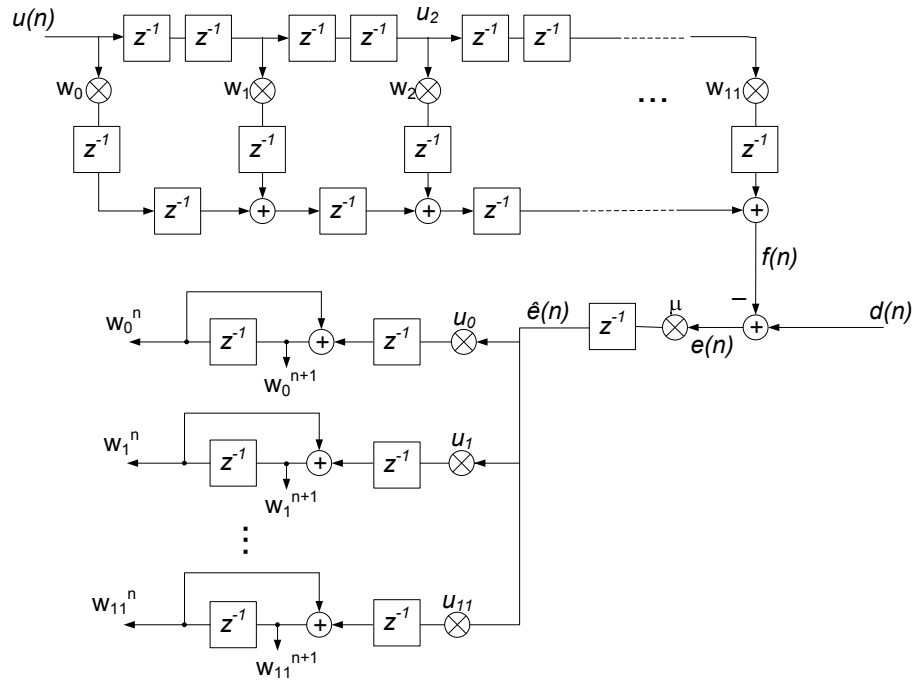 u(n)
z⁻¹ z⁻¹ z⁻¹ z⁻¹ u₂ z⁻¹ z⁻¹
w₀ w₁ w₂ ... w₁₁
z⁻¹ z⁻¹ z⁻¹ z⁻¹
z⁻¹ + z⁻¹ + z⁻¹ +
f(n)
w₀ⁿ z⁻¹ + z⁻¹ u₀ ê(n) z⁻¹ μ e(n) − + d(n)
w₀ⁿ⁺¹
w₁ⁿ z⁻¹ + z⁻¹ u₁
w₁ⁿ⁺¹
⋮
w₁₁ⁿ z⁻¹ + z⁻¹ u₁₁
w₁₁ⁿ⁺¹